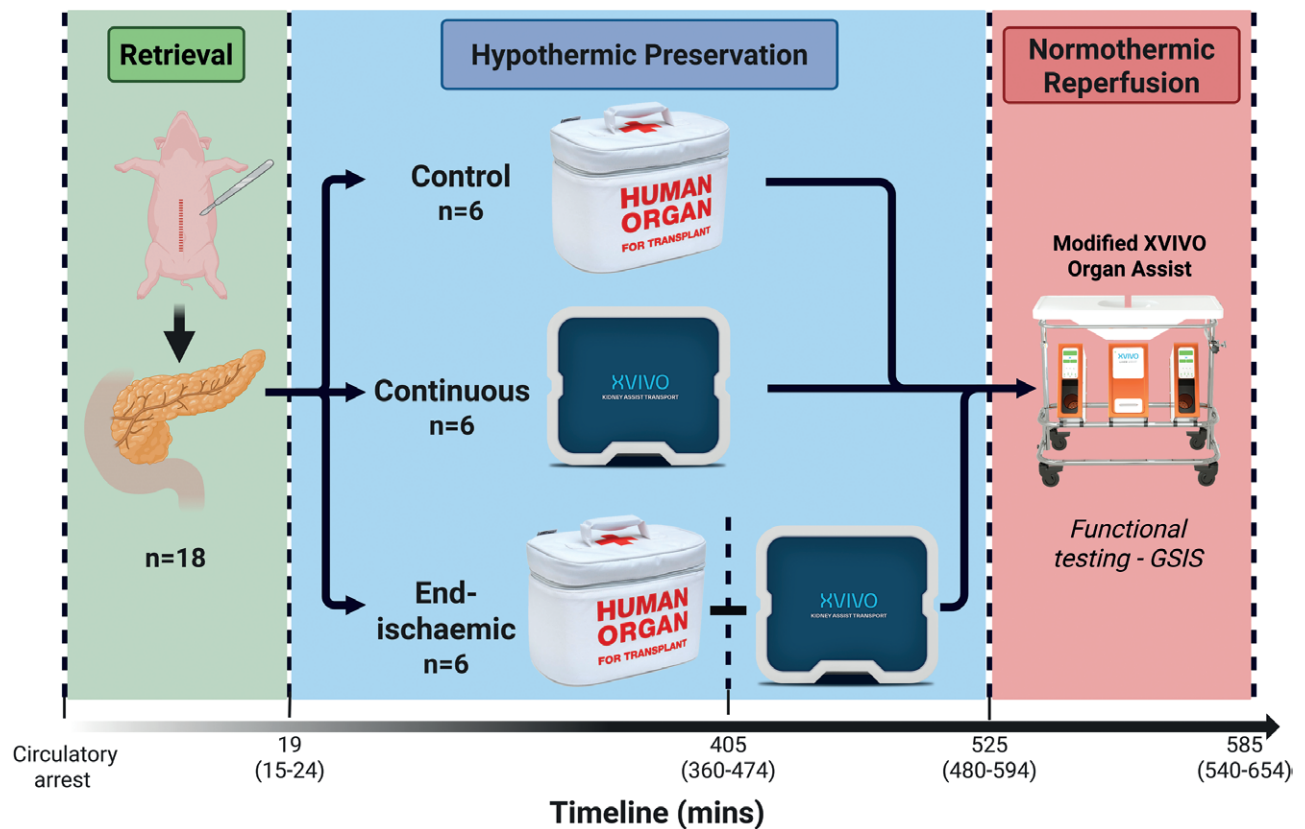 Retrieval
Hypothermic Preservation
Normothermic
Reperfusion
Control
n=6
HUMAN
ORGAN
FOR TRANSPLANT
Modified XVIVO
Organ Assist
XVIVO
Continuous
n=6
XVIVO
KIDNEY ASSIST TRANSPORT
n=18
End-
ischaemic
n=6
HUMAN
ORGAN
FOR TRANSPLANT
XVIVO
KIDNEY ASSIST TRANSPORT
Functional
testing - GSIS
Circulatory
arrest
19
(15-24)
405
(360-474)
525
(480-594)
585
(540-654)
Timeline (mins)